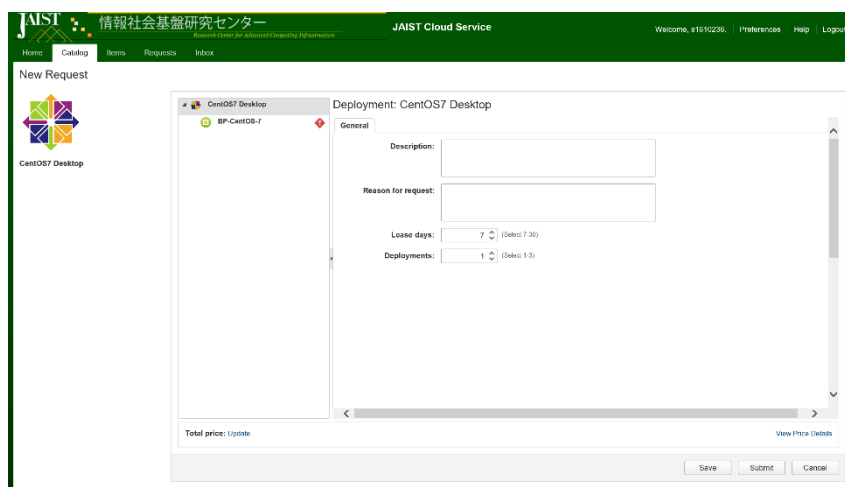 JAIST 情報社会基盤研究センター
Research Center for Advanced Computing Infrastructure
JAIST Cloud Service
Welcome, s1610236. Preferences Help Logout
Home Catalog Items Requests Inbox
New Request
CentOS7 Desktop
CentOS7 Desktop
BP-CentOS-7
Deployment: CentOS7 Desktop
General
Description:
Reason for request:
Lease days: 7 (Select 7-30)
Deployments: 1 (Select 1-3)
Total price: Update
View Price Details
Save Submit Cancel